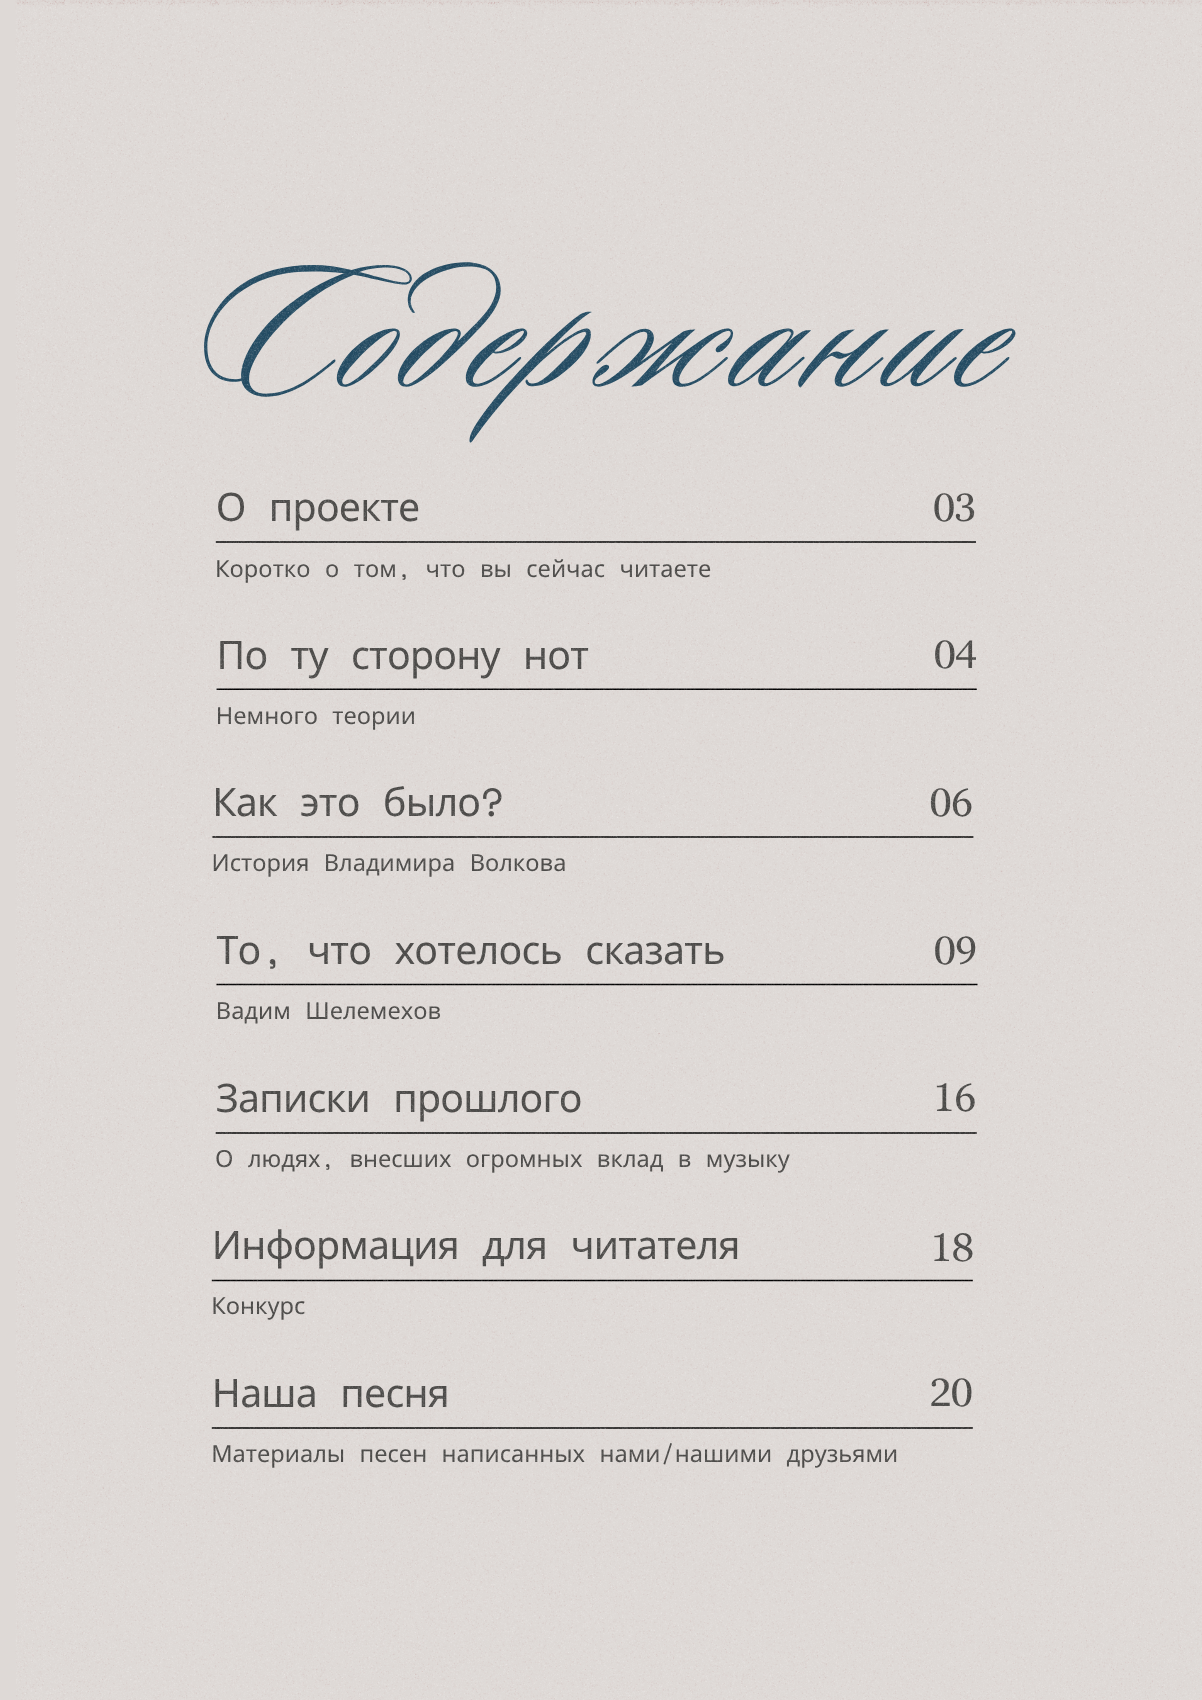 Содержание
О проекте 03
Коротко о том, что вы сейчас читаете
По ту сторону нот 04
Немного теории
Как это было? 06
История Владимира Волкова
То, что хотелось сказать 09
Вадим Шелемехов
Записки прошлого 16
О людях, внесших огромных вклад в музыку
Информация для читателя 18
Конкурс
Наша песня 20
Материалы песен написанных нами/нашими друзьями